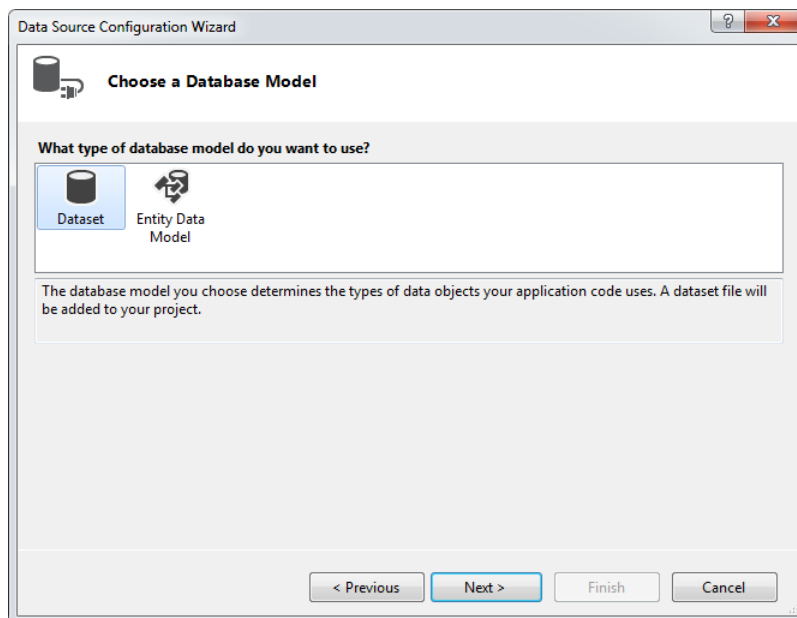 Data Source Configuration Wizard
?
Choose a Database Model
What type of database model do you want to use?
Dataset
Entity Data
Model
The database model you choose determines the types of data objects your application code uses. A dataset file will
be added to your project.
< Previous Next > Finish Cancel